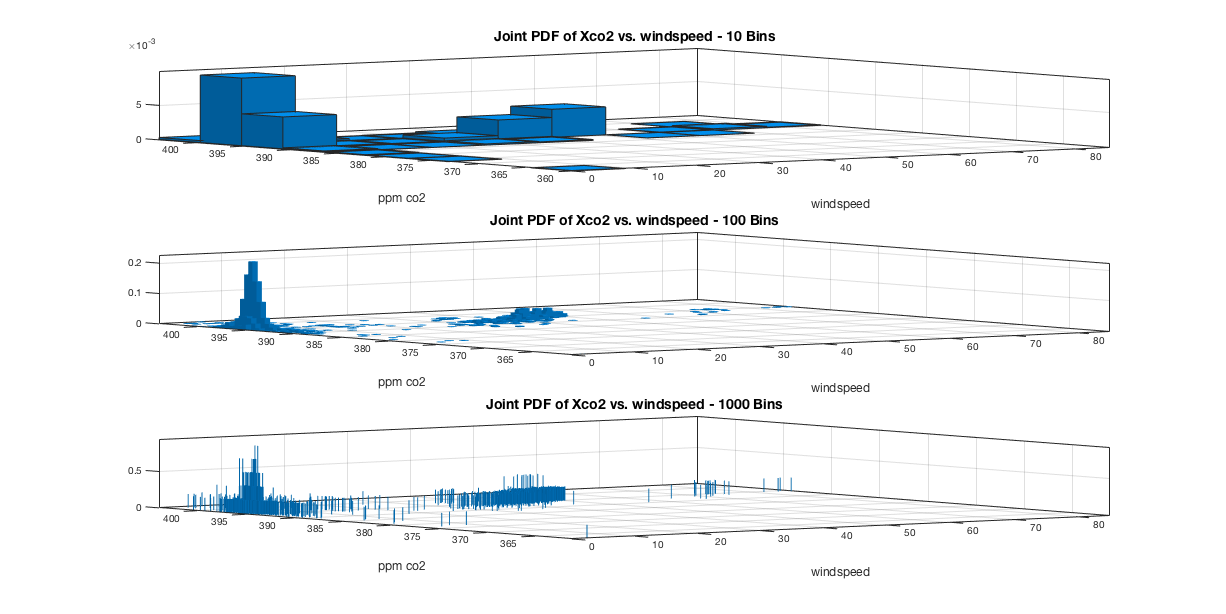 Joint PDF of Xco2 vs. windspeed - 10 Bins
×10-3
5
0
400 395 390 385 380 375 370 365 360 0 10 20 30 40 50 60 70 80
ppm co2 windspeed
Joint PDF of Xco2 vs. windspeed - 100 Bins
0.2
0.1
0
400 395 390 385 380 375 370 365 0 10 20 30 40 50 60 70 80
ppm co2 windspeed
Joint PDF of Xco2 vs. windspeed - 1000 Bins
0.5
0
400 395 390 385 380 375 370 365 0 10 20 30 40 50 60 70 80
ppm co2 windspeed